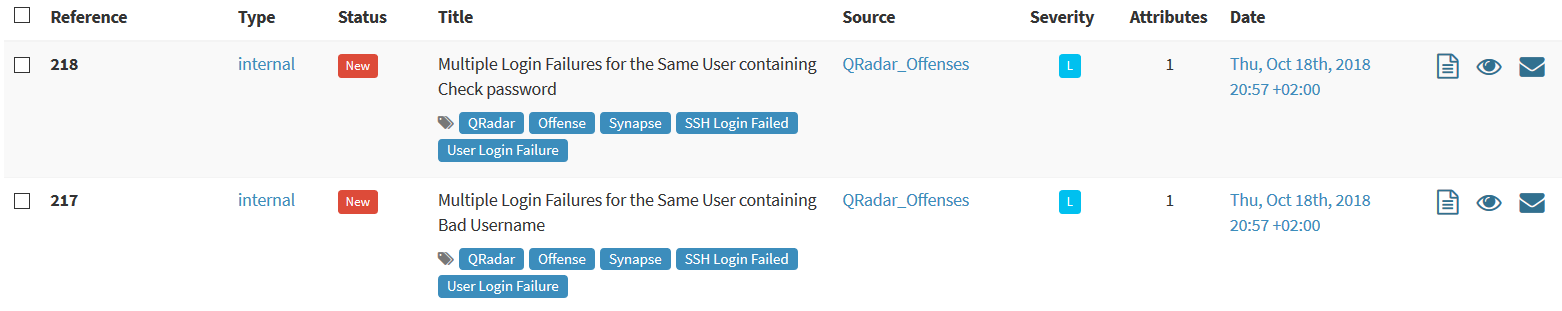 Reference Type Status Title Source Severity Attributes Date
218 internal New Multiple Login Failures for the Same User containing QRadar_Offenses L 1 Thu, Oct 18th, 2018
Check password 20:57 +02:00
QRadar Offense Synapse SSH Login Failed
User Login Failure
217 internal New Multiple Login Failures for the Same User containing QRadar_Offenses L 1 Thu, Oct 18th, 2018
Bad Username 20:57 +02:00
QRadar Offense Synapse SSH Login Failed
User Login Failure